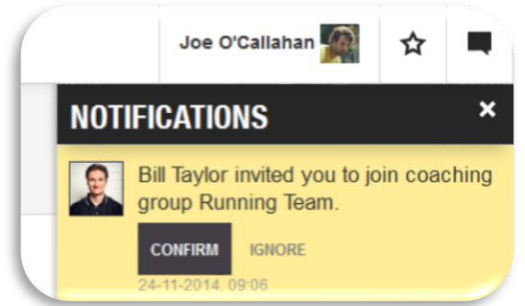 Joe O'Callahan
NOTIFICATIONS
Bill Taylor invited you to join coaching
group Running Team.
CONFIRM IGNORE
24-11-2014, 09:06